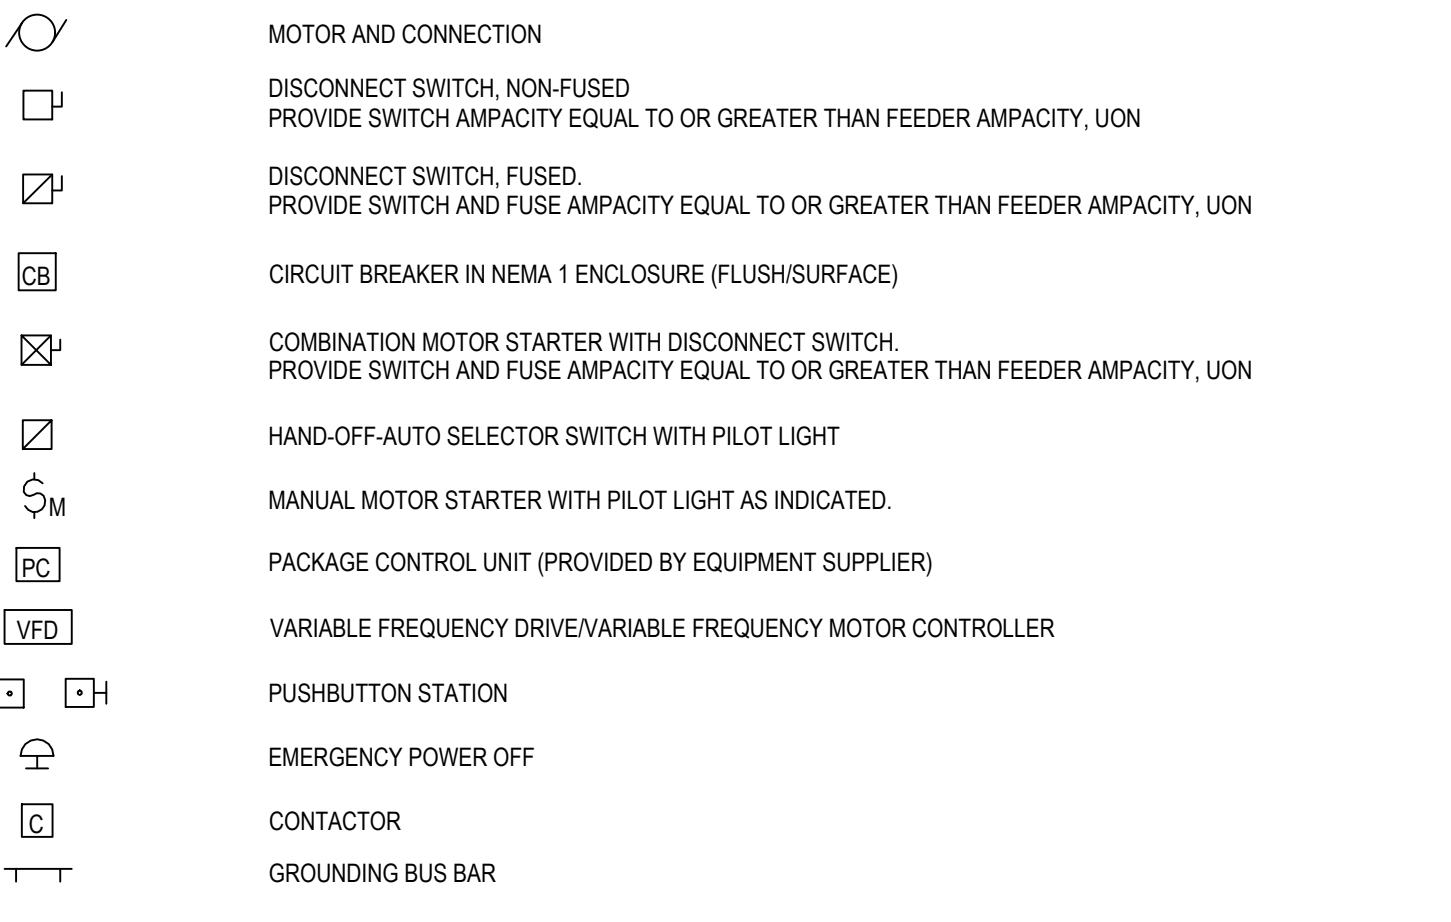 MOTOR AND CONNECTION
DISCONNECT SWITCH, NON-FUSED
PROVIDE SWITCH AMPACITY EQUAL TO OR GREATER THAN FEEDER AMPACITY, UON
DISCONNECT SWITCH, FUSED.
PROVIDE SWITCH AND FUSE AMPACITY EQUAL TO OR GREATER THAN FEEDER AMPACITY, UON
CB CIRCUIT BREAKER IN NEMA 1 ENCLOSURE (FLUSH/SURFACE)
COMBINATION MOTOR STARTER WITH DISCONNECT SWITCH.
PROVIDE SWITCH AND FUSE AMPACITY EQUAL TO OR GREATER THAN FEEDER AMPACITY, UON
HAND-OFF-AUTO SELECTOR SWITCH WITH PILOT LIGHT
$M MANUAL MOTOR STARTER WITH PILOT LIGHT AS INDICATED.
PC PACKAGE CONTROL UNIT (PROVIDED BY EQUIPMENT SUPPLIER)
VFD VARIABLE FREQUENCY DRIVE/VARIABLE FREQUENCY MOTOR CONTROLLER
PUSHBUTTON STATION
EMERGENCY POWER OFF
C CONTACTOR
GROUNDING BUS BAR